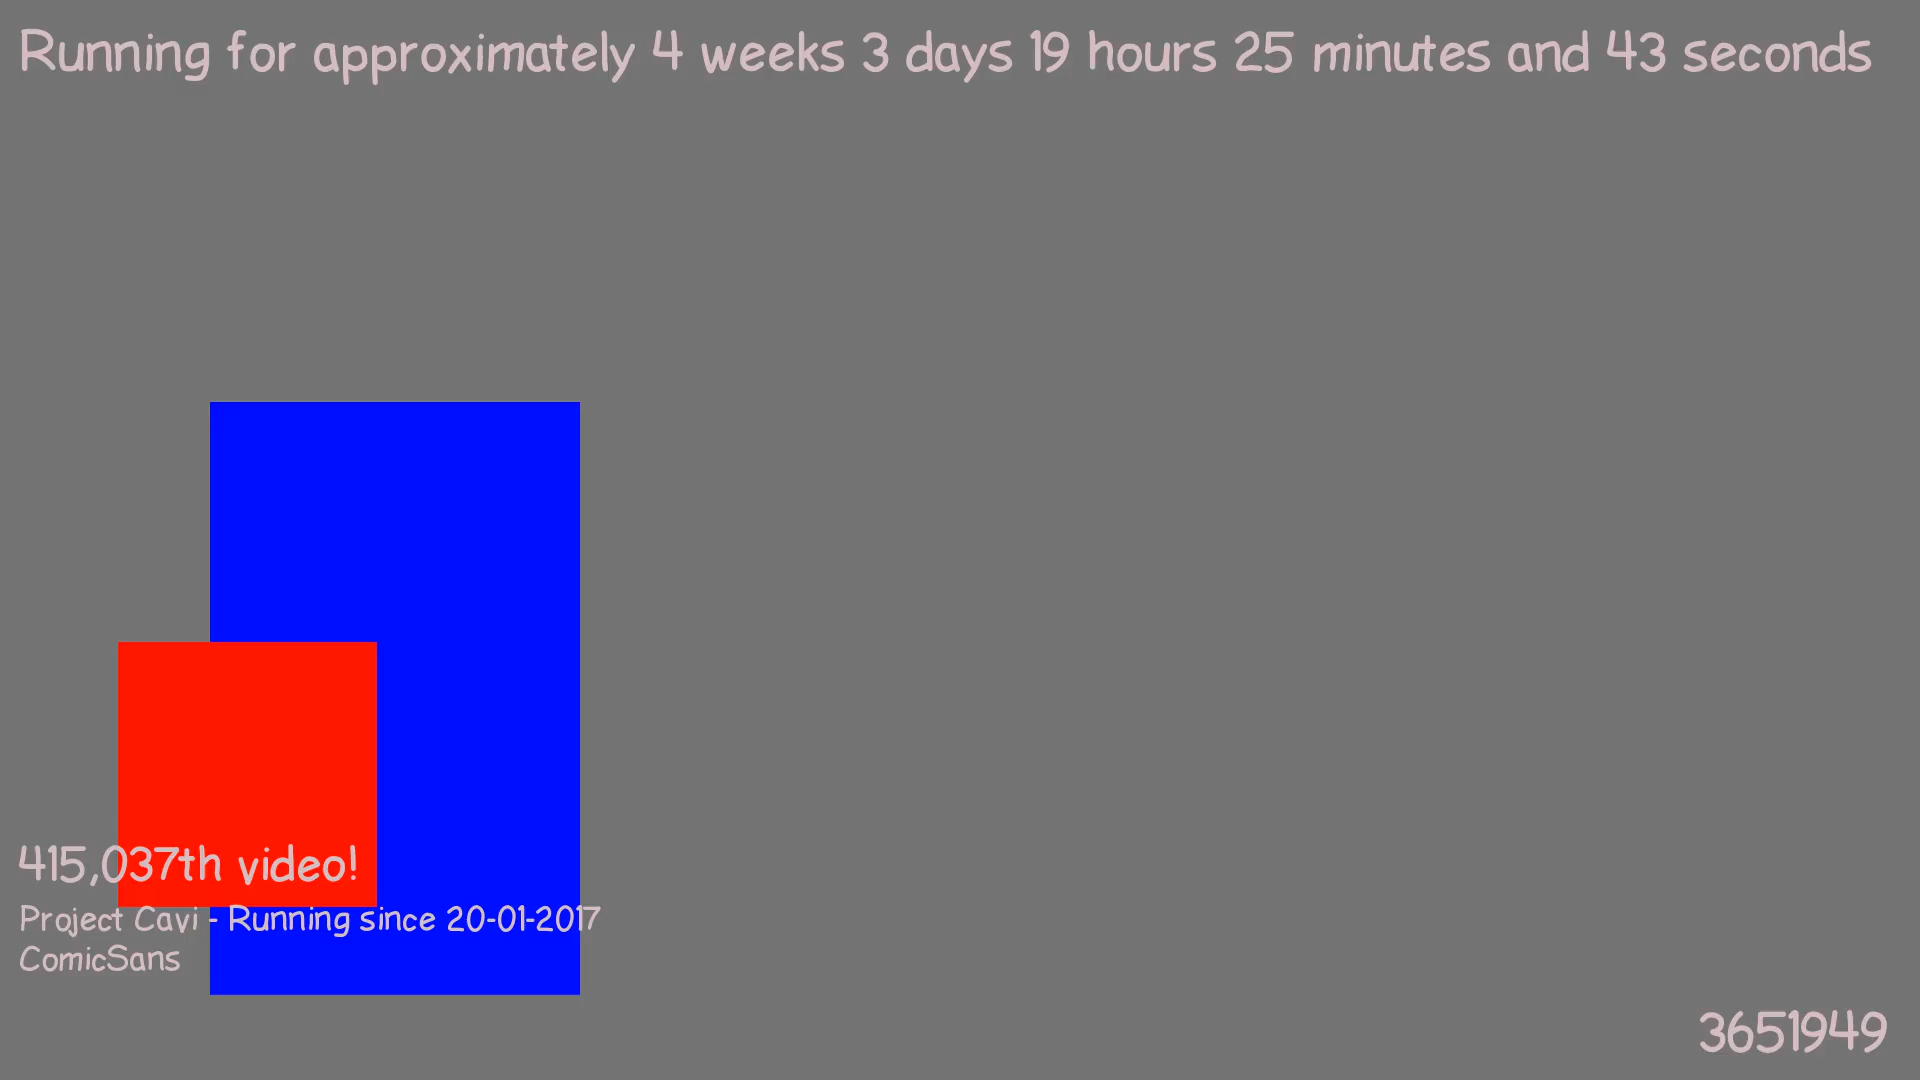 Running for approximately 4 weeks 3 days 19 hours 25 minutes and 43 seconds
415,037th video!
Project Cavi - Running since 20-01-2017
ComicSans
3651949